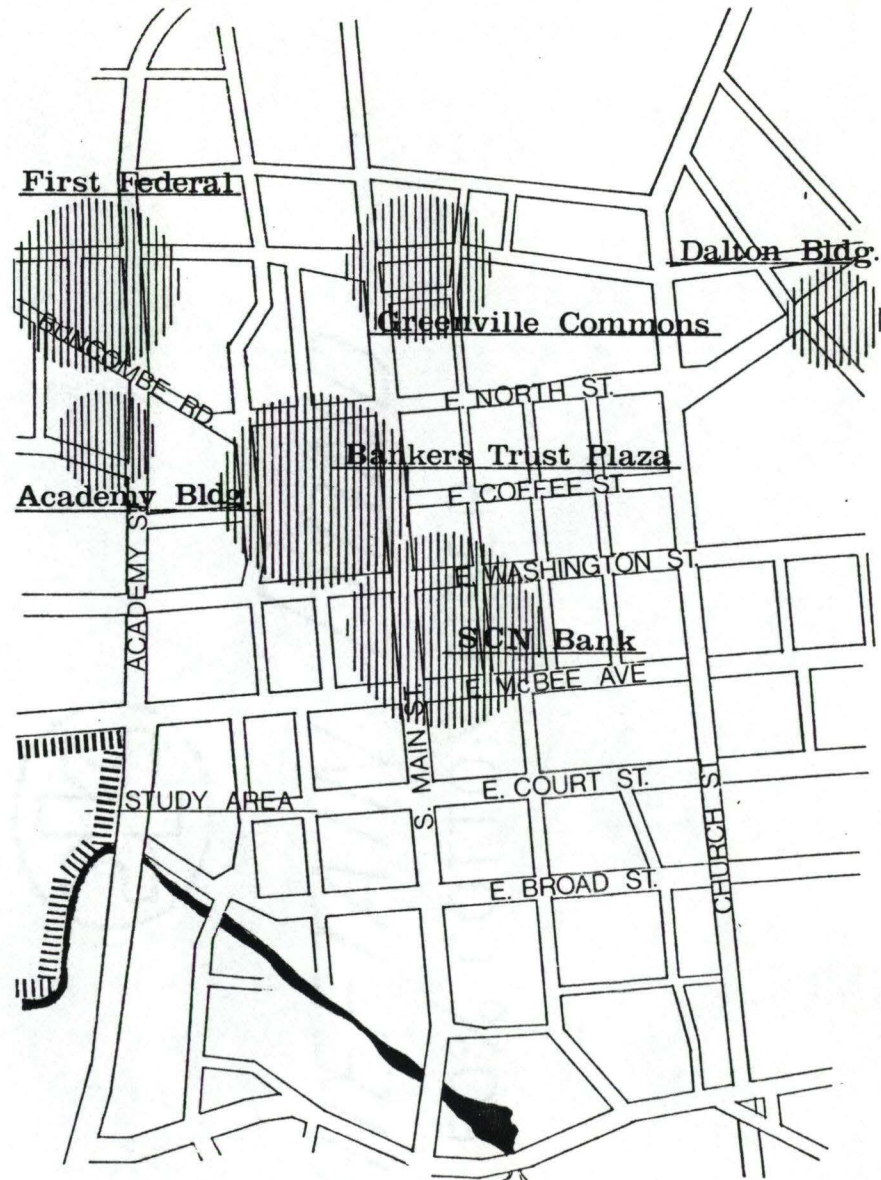 First Federal
Dalton Bldg.
Greenville Commons
BUNCOMBE RD.
E. NORTH ST.
Bankers Trust Plaza
Academy Bldg.
E. COFFEE ST.
ACADEMY ST.
E. WASHINGTON ST.
SCN Bank
E. McBEE AVE
S. MAIN ST.
E. COURT ST.
STUDY AREA
CHURCH ST.
E. BROAD ST.